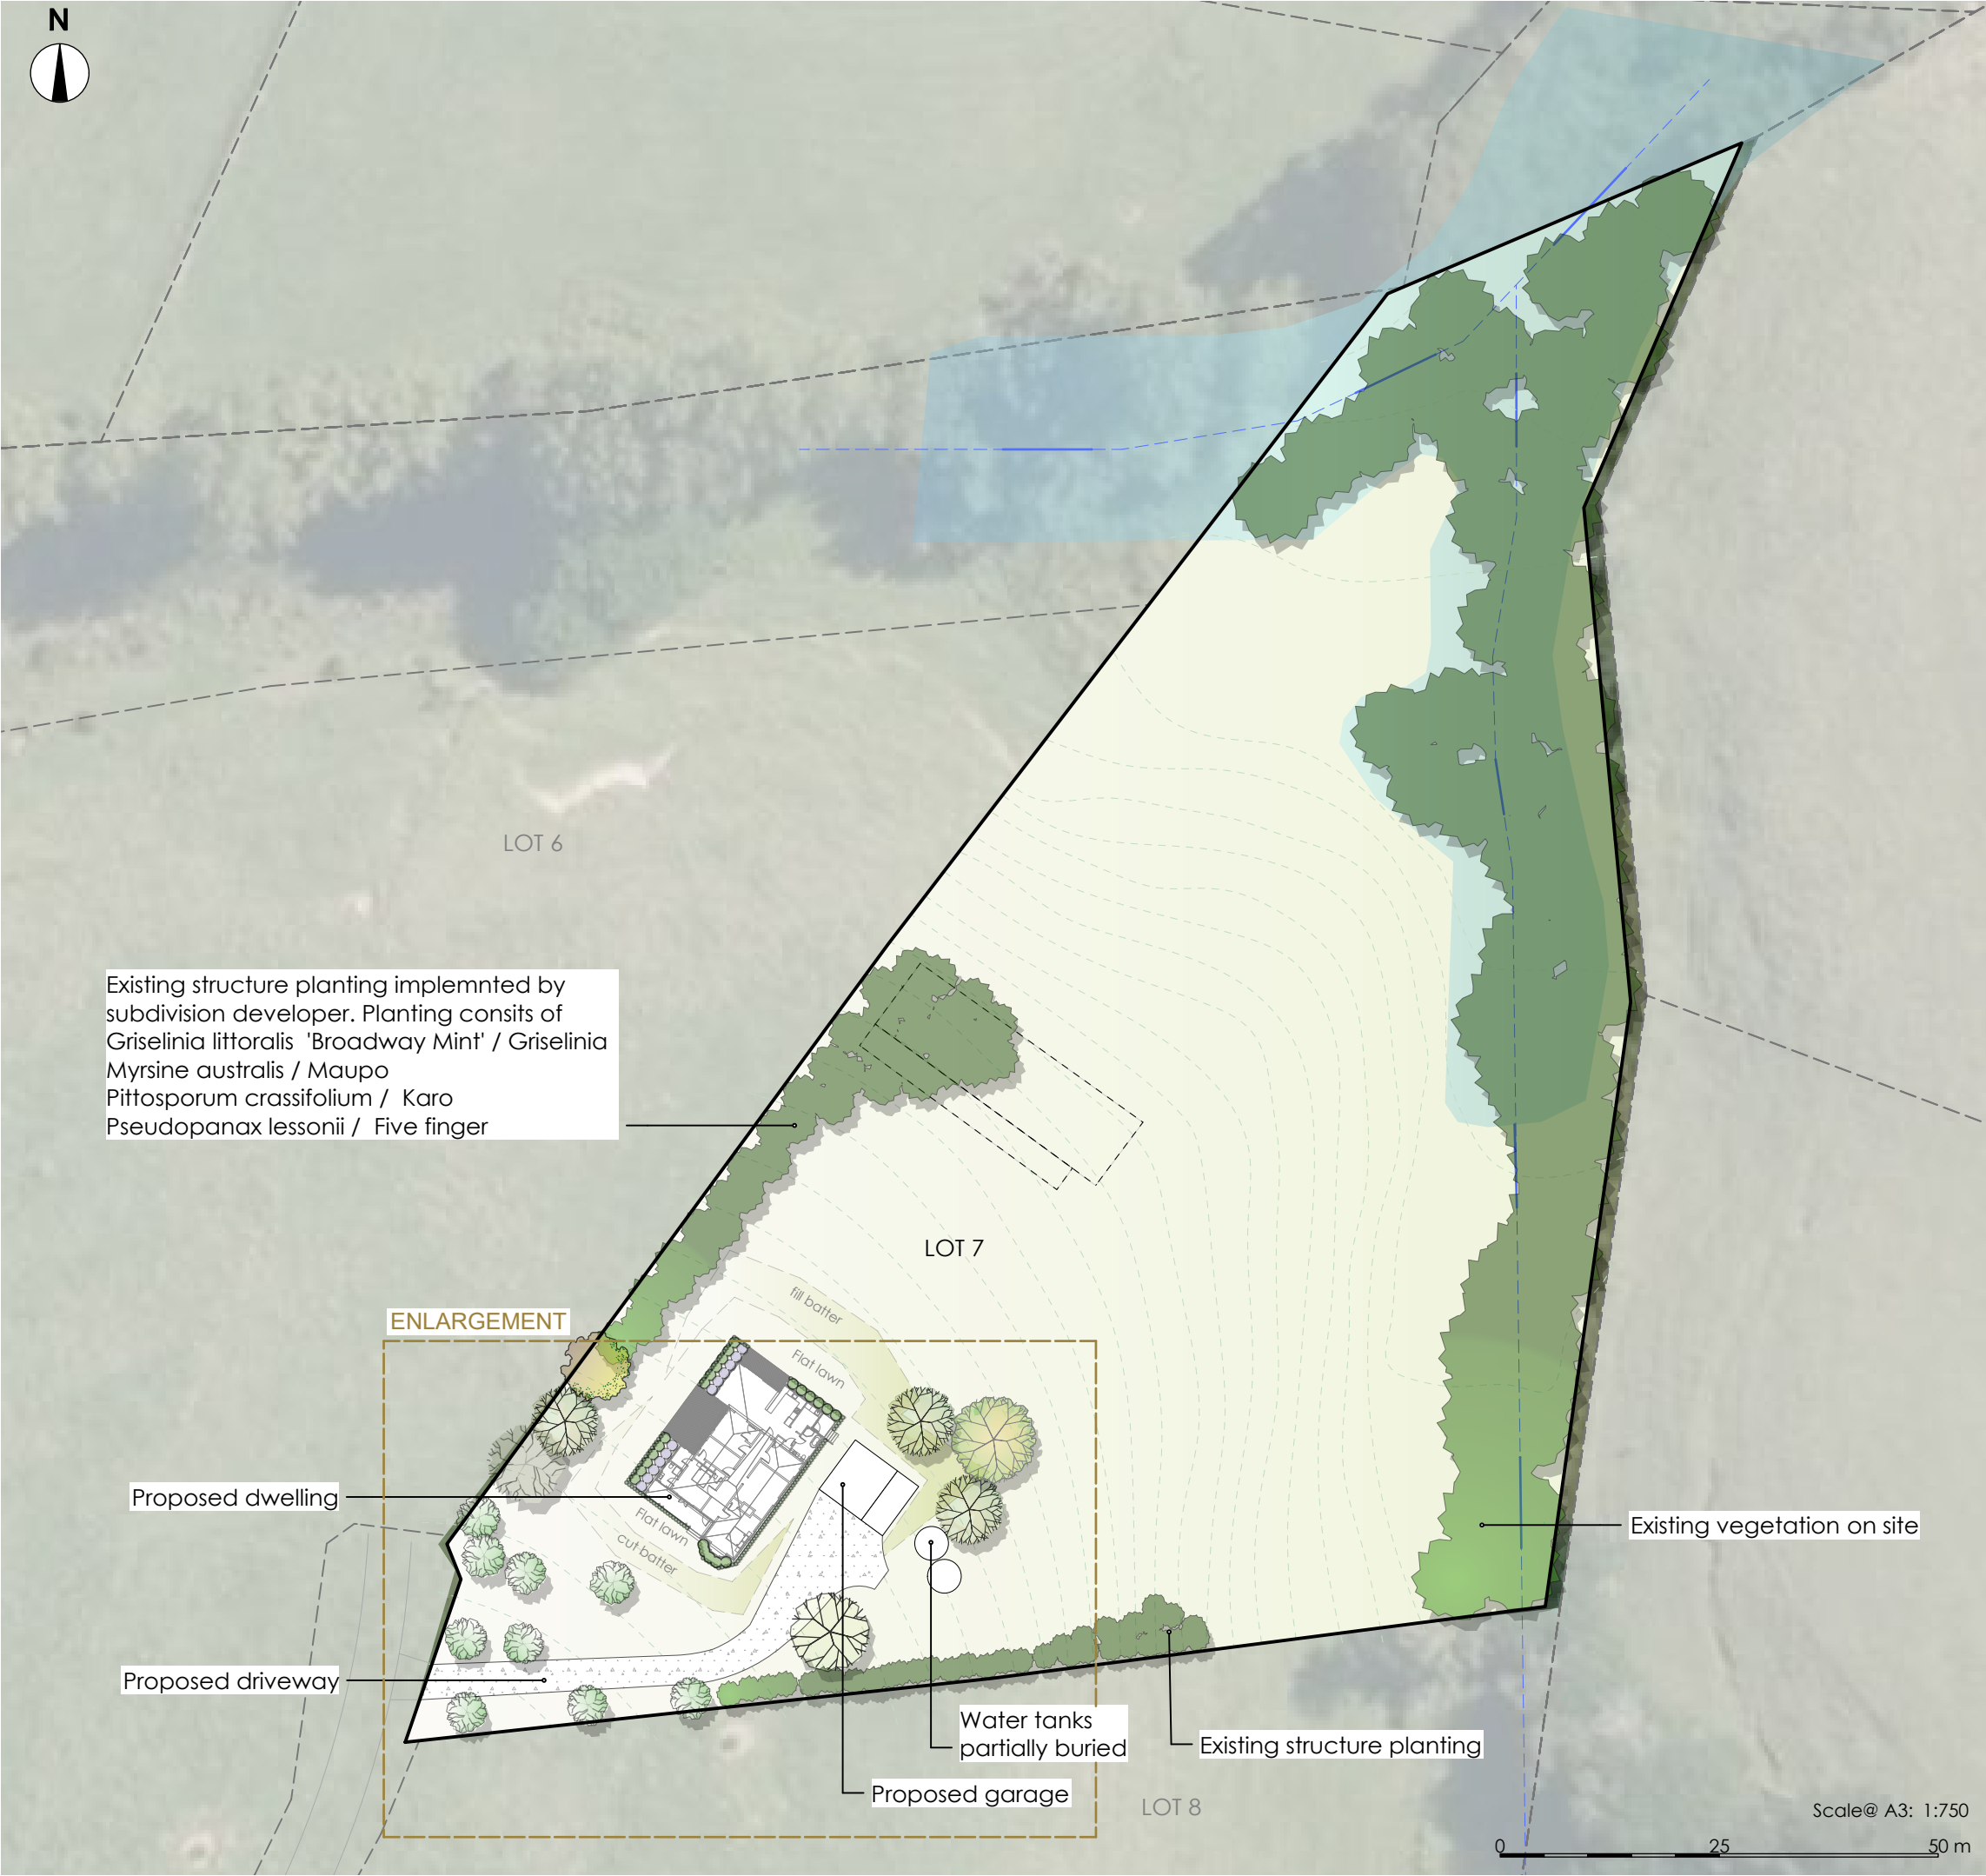 N
LOT 6
Existing structure planting implemnted by
subdivision developer. Planting consits of
Griselinia littoralis 'Broadway Mint' / Griselinia
Myrsine australis / Maupo
Pittosporum crassifolium / Karo
Pseudopanax lessonii / Five finger
LOT 7
fill batter
ENLARGEMENT
Flat lawn
Proposed dwelling
Flat lawn
cut batter
Existing vegetation on site
Proposed driveway
Water tanks
partially buried
Existing structure planting
Proposed garage
LOT 8
Scale@ A3: 1:750
0 25 50 m